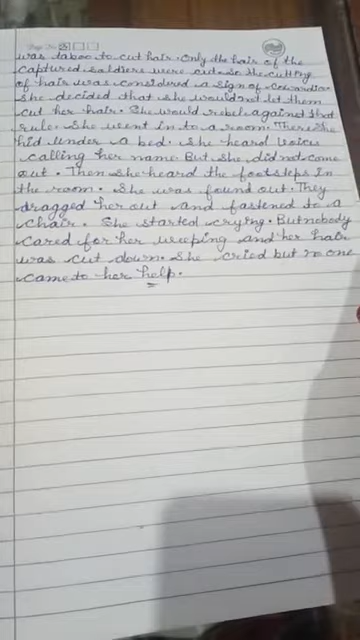 Page No.
was taboo to cut hair. Only the hair of the
captured soldiers were cut. So the cutting
of hair was considered a sign of cowardice
she decided that she would not let them
cut her hair. She would rebel against that
rule. She went in to a room. There she
hid under a bed. She heard voices
calling her name. But she did not come
out. Then she heard the footsteps in
the room. She was found out. They
dragged her out and fastened to a
chair. She started crying. But nobody
cared for her weeping and her hair
was cut down. She cried but no one
came to her help.